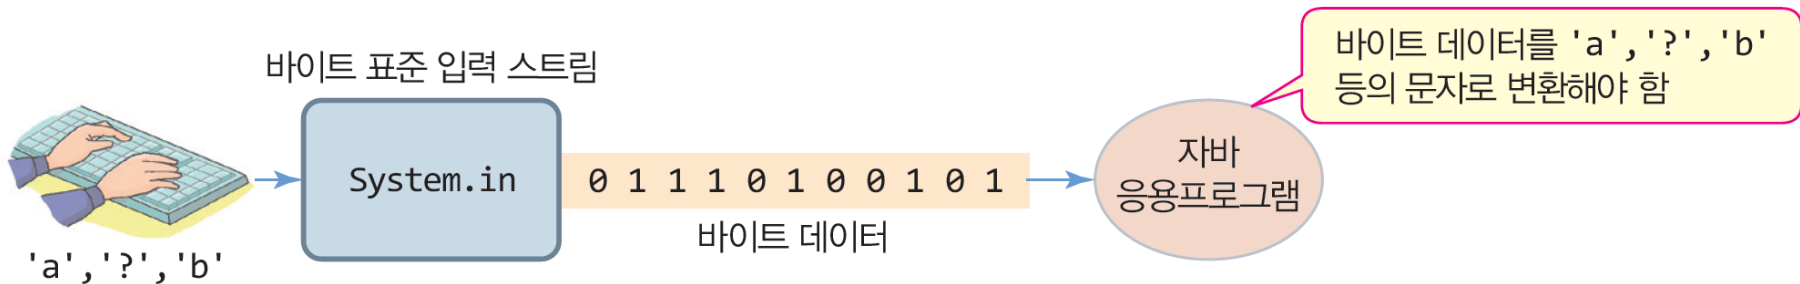 바이트 데이터를 'a','?','b'
등의 문자로 변환해야 함
바이트 표준 입력 스트림
System.in
0 1 1 1 0 1 0 0 1 0 1
바이트 데이터
자바
응용프로그램
'a','?','b'